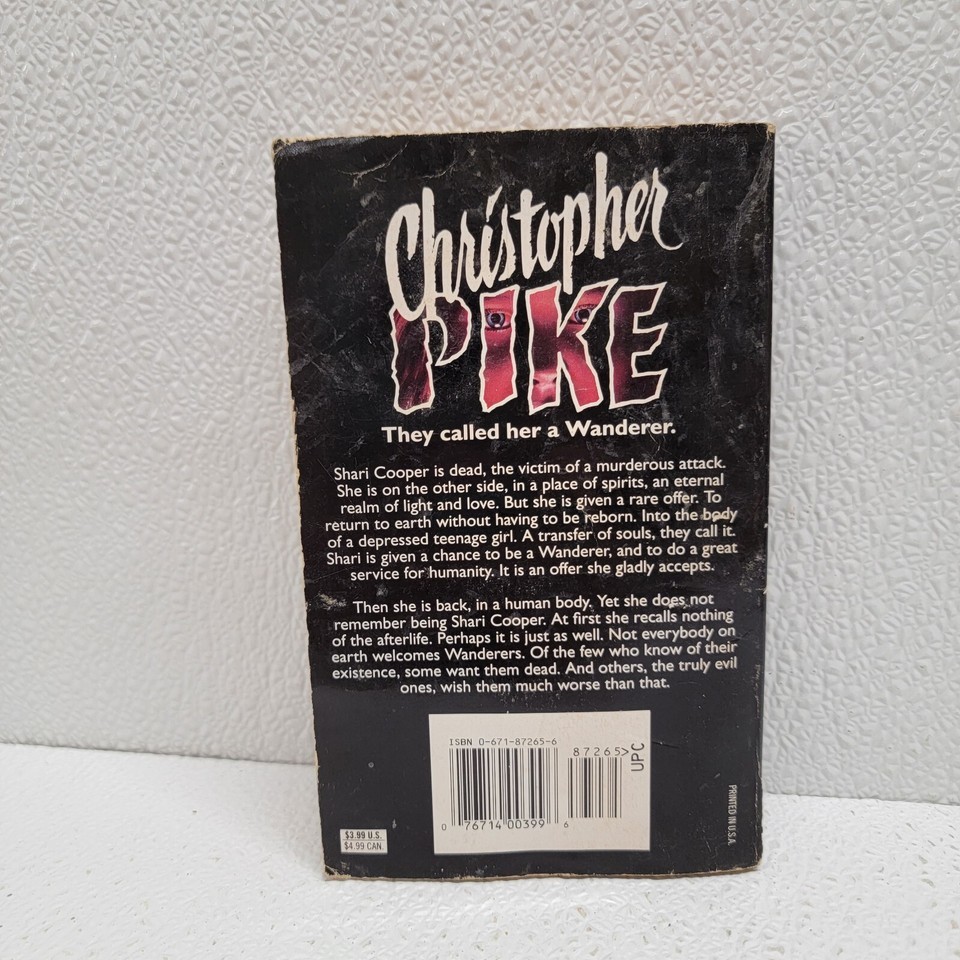 Christopher
PIKE
They called her a Wanderer.
Shari Cooper is dead, the victim of a murderous attack.
She is on the other side, in a place of spirits, an eternal
realm of light and love. But she is given a rare offer. To
return to earth without having to be reborn. Into the body
of a depressed teenage girl. A transfer of souls, they call it.
Shari is given a chance to be a Wanderer, and to do a great
service for humanity. It is an offer she gladly accepts.
Then she is back, in a human body. Yet she does not
remember being Shari Cooper. At first she recalls nothing
of the afterlife. Perhaps it is just as well. Not everybody on
earth welcomes Wanderers. Of the few who know of their
existence, some want them dead. And others, the truly evil
ones, wish them much worse than that.
ISBN 0-671-87265-6
87265>
UPC
0 76714 00399 6
$3.99 U.S.
$4.99 CAN.
PRINTED IN U.S.A.